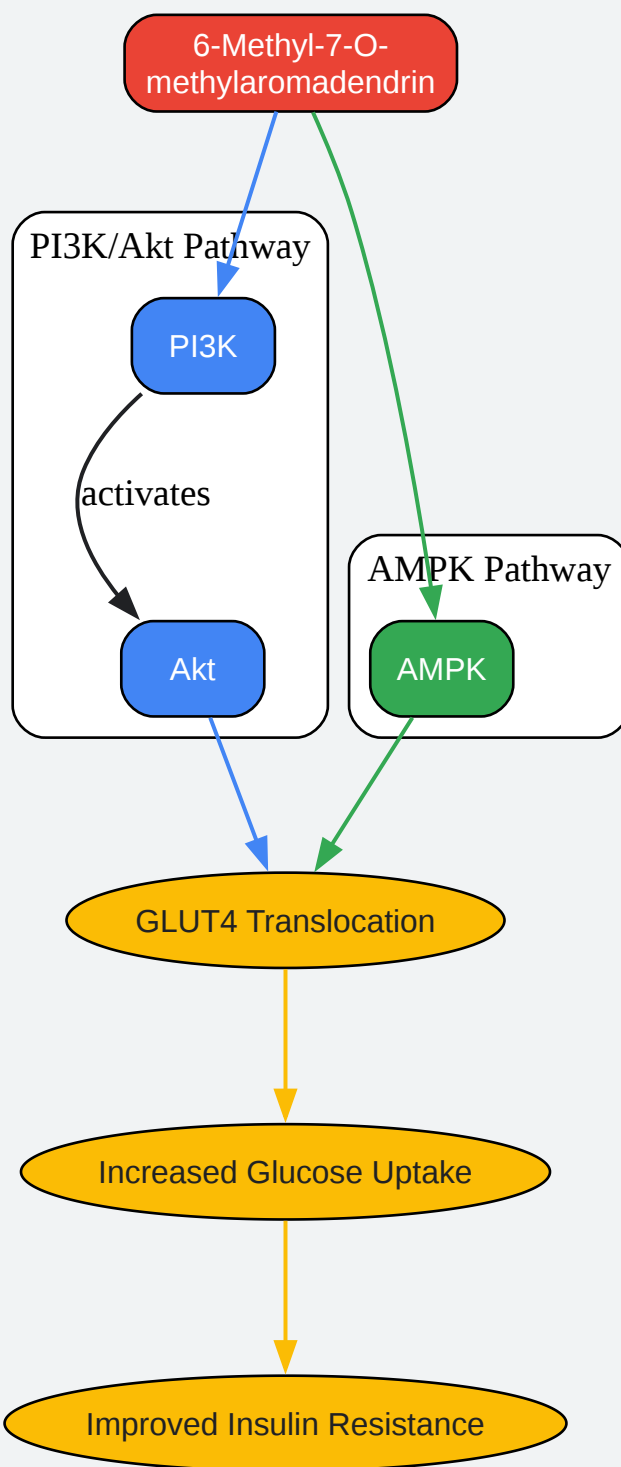 6-Methyl-7-O-
methylaromadendrin
PI3K/Akt Pathway
PI3K
activates
AMPK Pathway
Akt
AMPK
GLUT4 Translocation
Increased Glucose Uptake
Improved Insulin Resistance